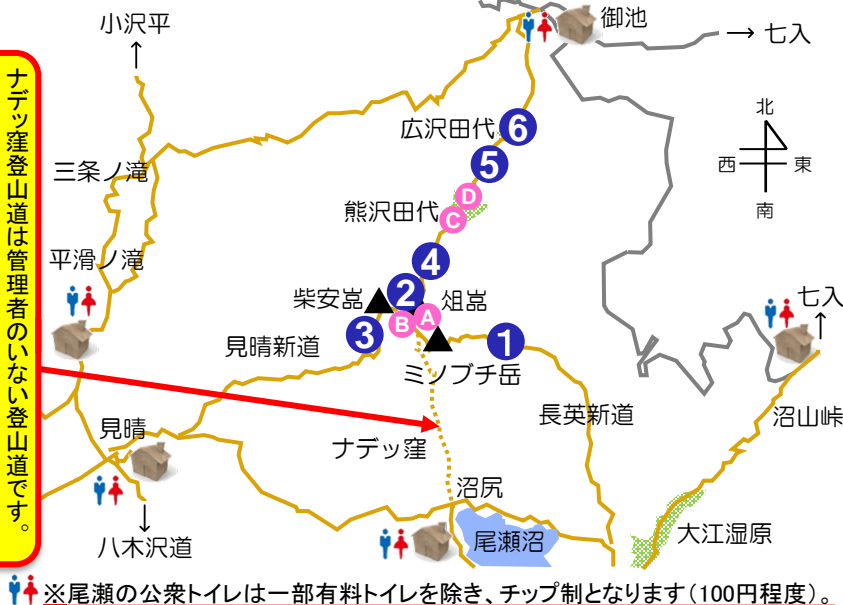 小沢平
↑
御池
→ 七入
広沢田代 6
5
北
西 東
南
三条ノ滝
D
熊沢田代 C
平滑ノ滝
4
柴安嵓 2 俎嵓
B A
3
見晴新道
1
ミノブチ岳
七入
↑
長英新道
沼山峠
見晴
ナデッ窪
沼尻
↓
八木沢道
尾瀬沼
大江湿原
ナデッ窪登山道は管理者のいない登山道です。
※尾瀬の公衆トイレは一部有料トイレを除き、チップ制となります(100円程度)。